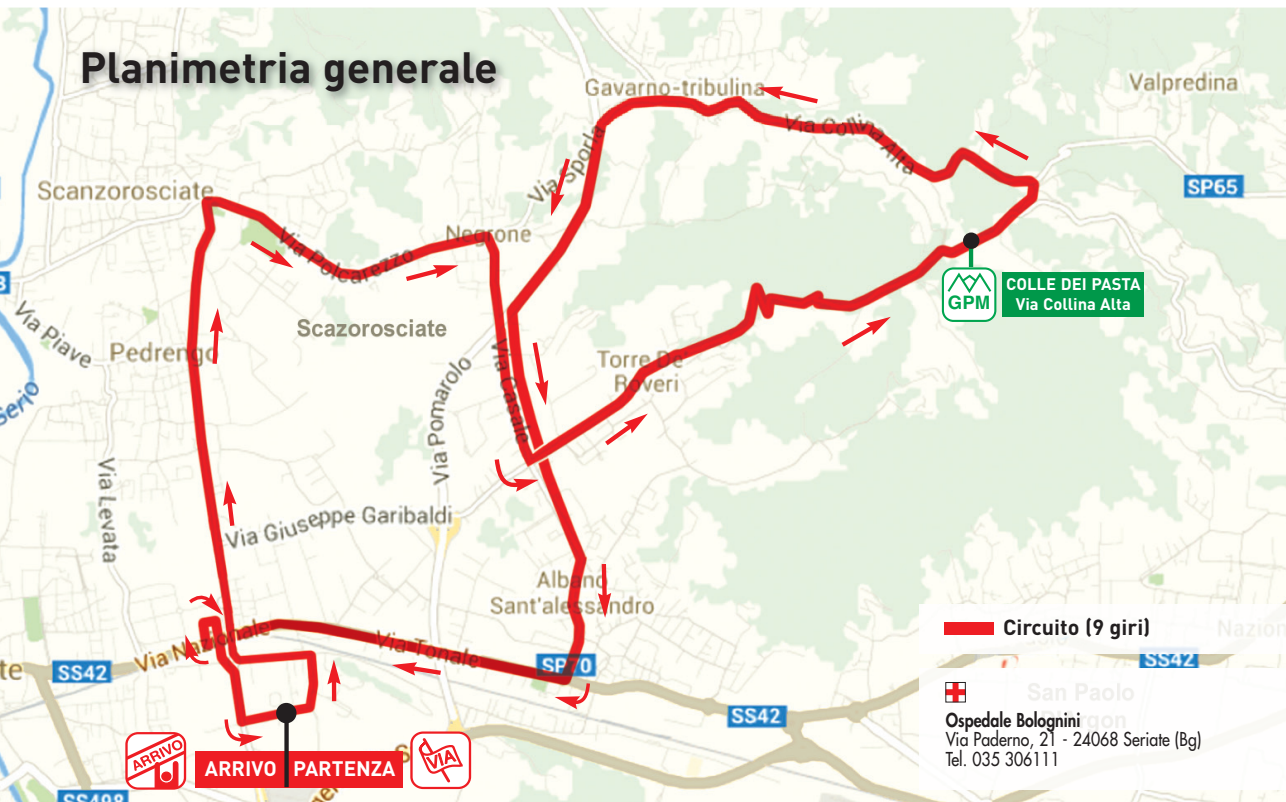 Planimetria generale
Gavarno-tribulina
Valpredina
Via Collina Alta
Via Sporla
Scanzorosciate
SP65
Negrone
Via Polcarezzo
COLLE DEI PASTA
Via Collina Alta
GPM
Via Piave
Serio
Scazorosciate
Pedrengo
Via Casale
Via Pomarolo
Torre De'
Roveri
Via Levata
Via Giuseppe Garibaldi
Albano
Sant'alessandro
Via Nazionale
Via Tonale
SP70
te
SS42
SS42
Circuito (9 giri)
Nazion
SS42
San Paolo
Ospedale Bolognini
Via Paderno, 21 - 24068 Seriate (Bg)
Tel. 035 306111
ARRIVO
ARRIVO PARTENZA
VIA
SS498